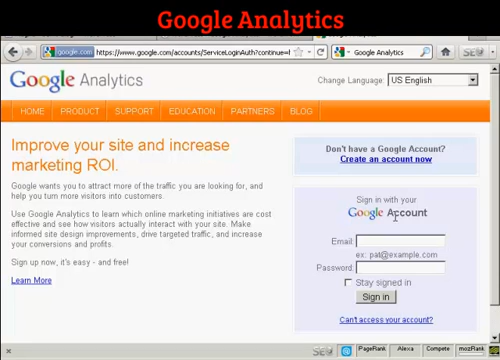 Google Analytics
google.com https://www.google.com/accounts/ServiceLoginAuth?continue=
Google Analytics
Google Analytics
Change Language: US English
HOME PRODUCT SUPPORT EDUCATION PARTNERS BLOG
Improve your site and increase
marketing ROI.
Google wants you to attract more of the traffic you are looking for, and
help you turn more visitors into customers.
Use Google Analytics to learn which online marketing initiatives are cost
effective and see how visitors actually interact with your site. Make
informed site design improvements, drive targeted traffic, and increase
your conversions and profits.
Sign up now, it's easy - and free!
Learn More
Don't have a Google Account?
Create an account now
Sign in with your
Google Account
Email:
ex: pat@example.com
Password:
Stay signed in
Sign in
Can't access your account?
PageRank Alexa Compete mozRank